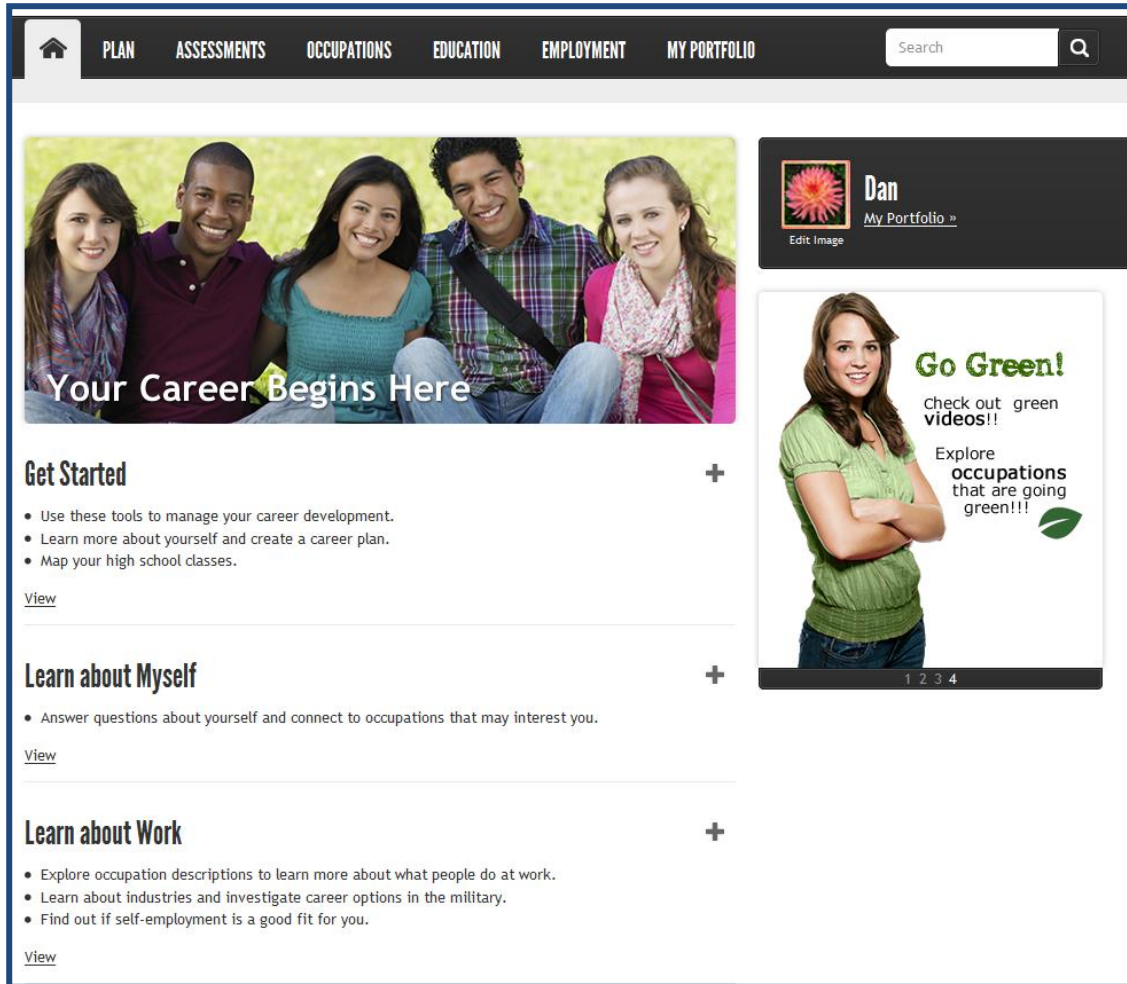 PLAN
ASSESSMENTS
OCCUPATIONS
EDUCATION
EMPLOYMENT
MY PORTFOLIO
Search
Your Career Begins Here
Get Started
• Use these tools to manage your career development.
• Learn more about yourself and create a career plan.
• Map your high school classes.
View
Learn about Myself
• Answer questions about yourself and connect to occupations that may interest you.
View
Learn about Work
• Explore occupation descriptions to learn more about what people do at work.
• Learn about industries and investigate career options in the military.
• Find out if self-employment is a good fit for you.
View
Dan
My Portfolio »
Edit Image
Go Green!
Check out green
videos!!
Explore
occupations
that are going
green!!!
1 2 3 4